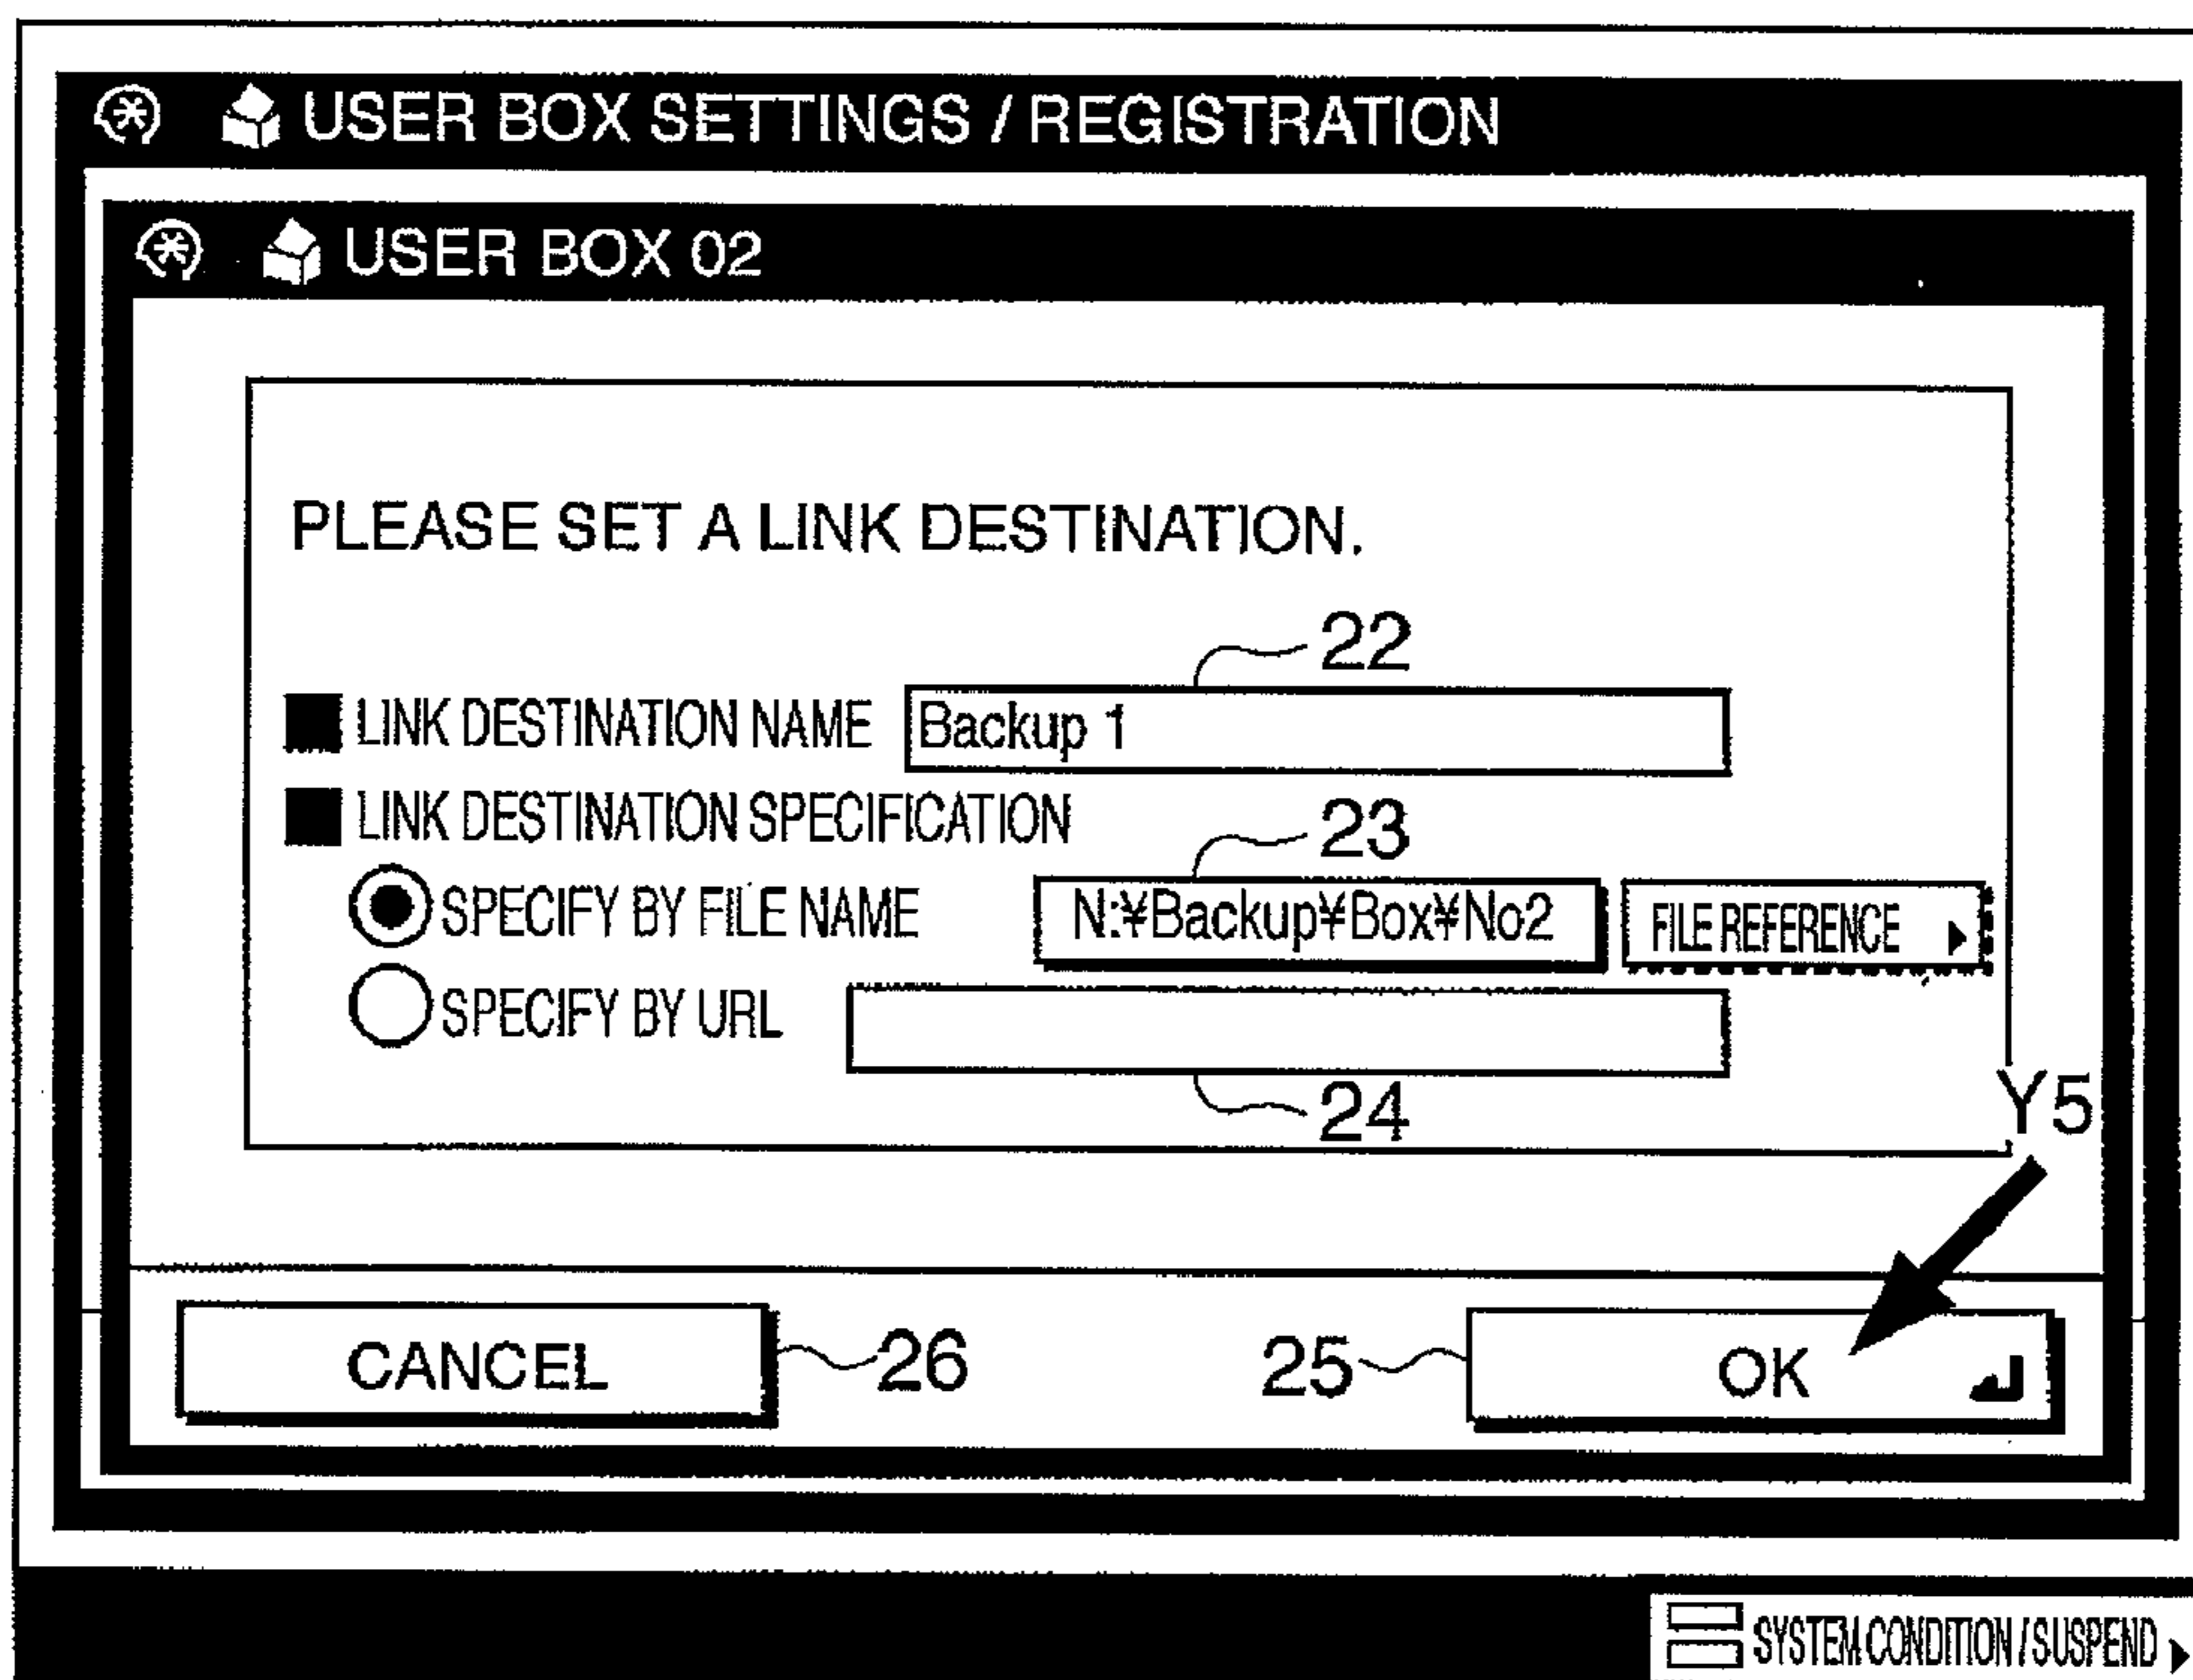 USER BOX SETTINGS / REGISTRATION
USER BOX 02
PLEASE SET A LINK DESTINATION.
22
LINK DESTINATION NAME Backup 1
LINK DESTINATION SPECIFICATION
23
SPECIFY BY FILE NAME N:¥Backup¥Box¥No2 FILE REFERENCE
SPECIFY BY URL
24
Y5
CANCEL 26 25 OK
SYSTEM CONDITION / SUSPEND